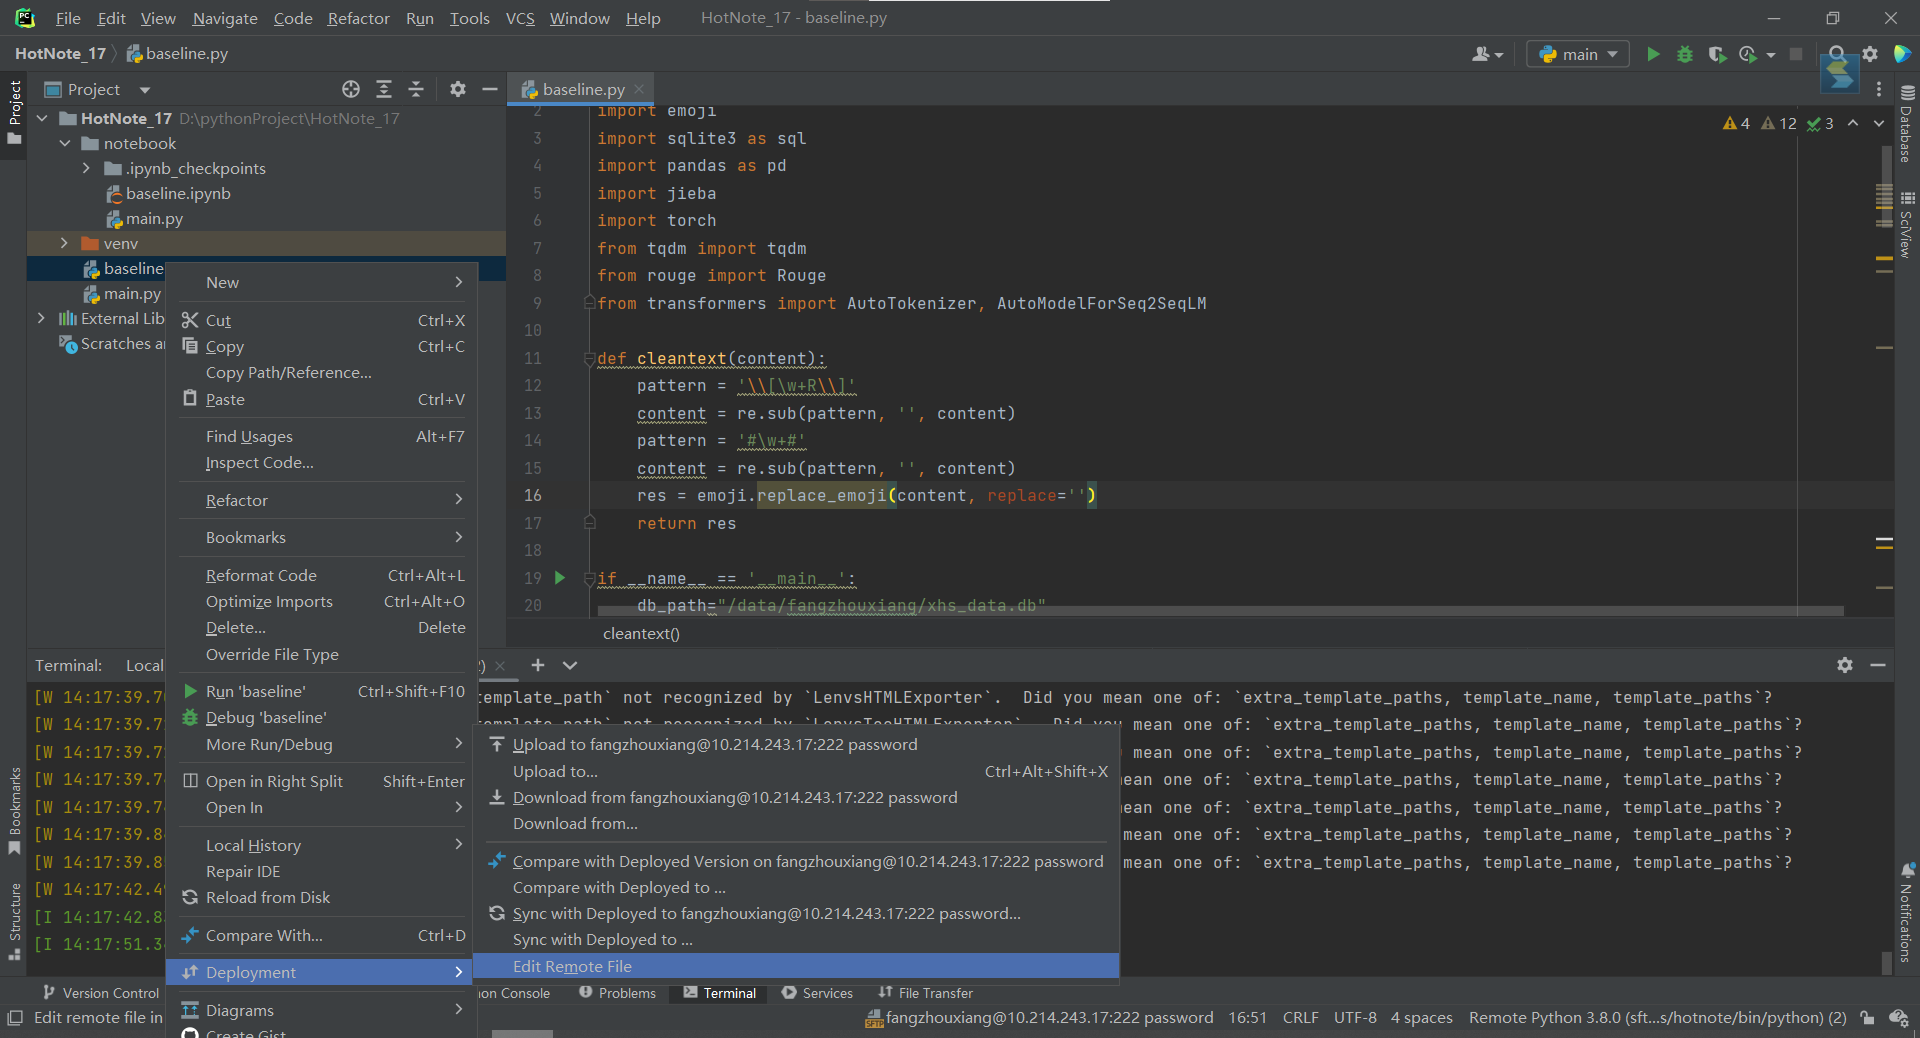 File Edit View Navigate Code Refactor Run Tools VCS Window Help HotNote_17 - baseline.py
HotNote_17 baseline.py
main
Project
Project
baseline.py
HotNote_17 D:\pythonProject\HotNote_17
notebook
.ipynb_checkpoints
baseline.ipynb
main.py
venv
baseline
main.py
External Lib
Scratches a
4 12 3
2 import emoji
3 import sqlite3 as sql
4 import pandas as pd
5 import jieba
6 import torch
7 from tqdm import tqdm
8 from rouge import Rouge
9 from transformers import AutoTokenizer, AutoModelForSeq2SeqLM
10
11 def cleantext(content):
12 pattern = '\\[\w+R\\]'
13 content = re.sub(pattern, '', content)
14 pattern = '#\w+#'
15 content = re.sub(pattern, '', content)
16 res = emoji.replace_emoji(content, replace='')
17 return res
18
19 if __name__ == '__main__':
20 db_path="/data/fangzhouxiang/xhs_data.db"
cleantext()
Database
SciView
Notifications
New
Cut Ctrl+X
Copy Ctrl+C
Copy Path/Reference...
Paste Ctrl+V
Find Usages Alt+F7
Inspect Code...
Refactor
Bookmarks
Reformat Code Ctrl+Alt+L
Optimize Imports Ctrl+Alt+O
Delete... Delete
Override File Type
Run 'baseline' Ctrl+Shift+F10
Debug 'baseline'
More Run/Debug
Open in Right Split Shift+Enter
Open In
Local History
Repair IDE
Reload from Disk
Compare With... Ctrl+D
Deployment
Diagrams
Create Gist
Upload to fangzhouxiang@10.214.243.17:222 password
Upload to... Ctrl+Alt+Shift+X
Download from fangzhouxiang@10.214.243.17:222 password
Download from...
Compare with Deployed Version on fangzhouxiang@10.214.243.17:222 password
Compare with Deployed to ...
Sync with Deployed to fangzhouxiang@10.214.243.17:222 password...
Sync with Deployed to ...
Edit Remote File
Terminal: Local 2)
[W 14:17:39.7 template_path` not recognized by `LenvsHTMLExporter`. Did you mean one of: `extra_template_paths, template_name, template_paths`?
[W 14:17:39.7 template_path` not recognized by `LenvsTocHTMLExporter`. Did you mean one of: `extra_template_paths, template_name, template_paths`?
[W 14:17:39.7 mean one of: `extra_template_paths, template_name, template_paths`?
[W 14:17:39.7 ean one of: `extra_template_paths, template_name, template_paths`?
[W 14:17:39.7 ean one of: `extra_template_paths, template_name, template_paths`?
[W 14:17:39.8 mean one of: `extra_template_paths, template_name, template_paths`?
[W 14:17:39.8 mean one of: `extra_template_paths, template_name, template_paths`?
[W 14:17:42.4
[I 14:17:42.8
[I 14:17:51.3
Bookmarks
Structure
Version Control on Console Problems Terminal Services File Transfer
Edit remote file in fangzhouxiang@10.214.243.17:222 password 16:51 CRLF UTF-8 4 spaces Remote Python 3.8.0 (sft...s/hotnote/bin/python) (2)